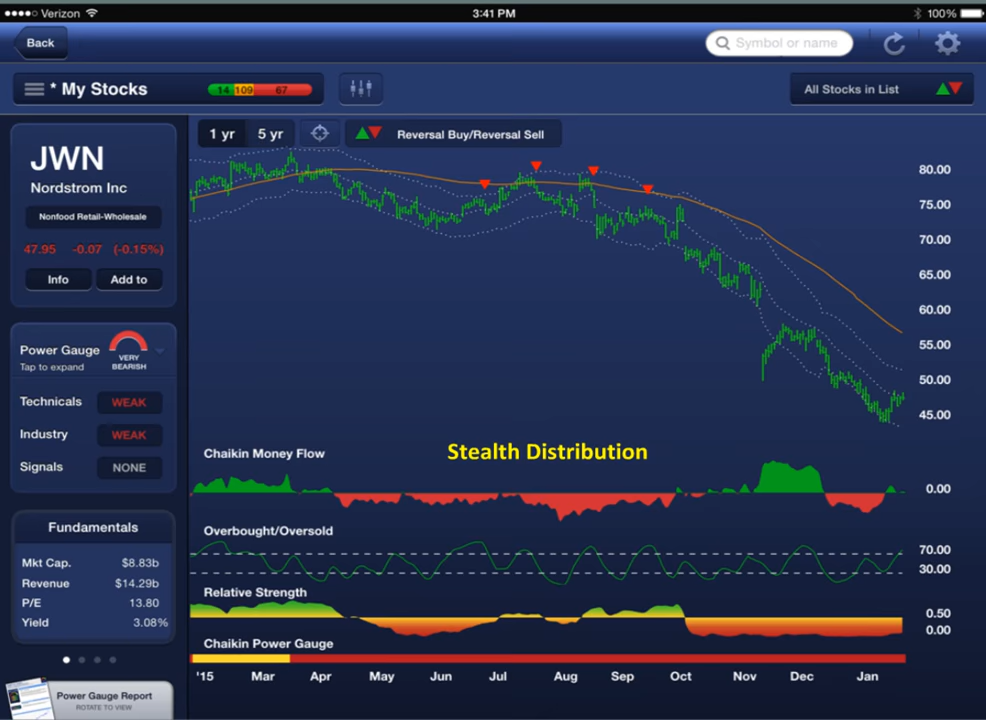 Verizon
3:41 PM
100%
Back
Symbol or name
* My Stocks
14 109 67
All Stocks in List
JWN
Nordstrom Inc
Nonfood Retail-Wholesale
47.95 -0.07 (-0.15%)
Info
Add to
Power Gauge
Tap to expand
VERY
BEARISH
Technicals WEAK
Industry WEAK
Signals NONE
Fundamentals
Mkt Cap. $8.83b
Revenue $14.29b
P/E 13.80
Yield 3.08%
Power Gauge Report
ROTATE TO VIEW
1 yr 5 yr
Reversal Buy/Reversal Sell
80.00
75.00
70.00
65.00
60.00
55.00
50.00
45.00
Stealth Distribution
Chaikin Money Flow
0.00
Overbought/Oversold
70.00
30.00
Relative Strength
0.50
0.00
Chaikin Power Gauge
'15 Mar Apr May Jun Jul Aug Sep Oct Nov Dec Jan